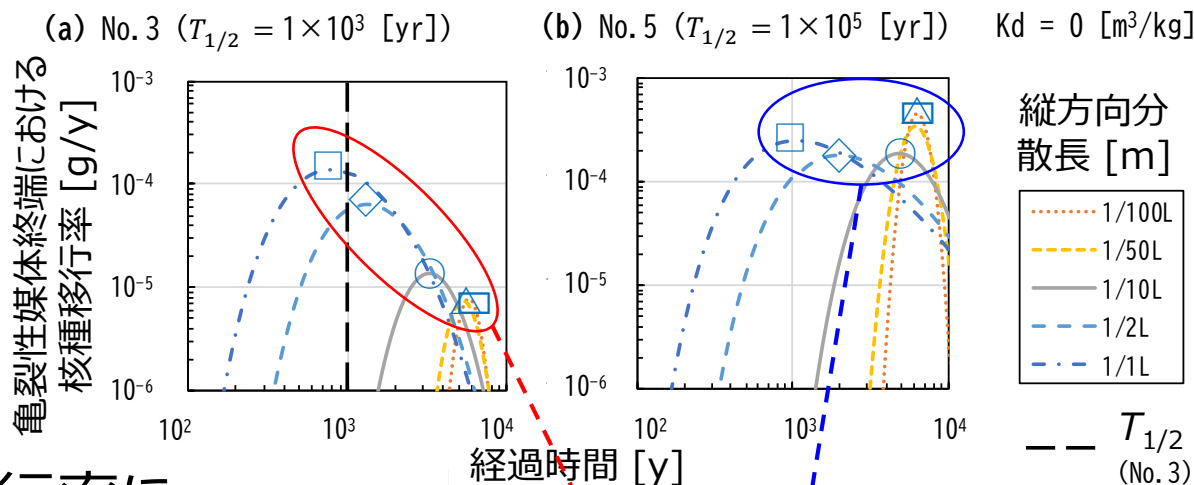 (a) No.3 (T1/2 = 1×10³ [yr])
(b) No.5 (T1/2 = 1×10⁵ [yr])
Kd = 0 [m³/kg]
亀裂性媒体終端における
核種移行率 [g/y]
10⁻³
10⁻⁴
10⁻⁵
10⁻⁶
10²
10³
10⁴
10⁻³
10⁻⁴
10⁻⁵
10⁻⁶
10²
10³
10⁴
経過時間 [y]
縦方向分
散長 [m]
1/100L
1/50L
1/10L
1/2L
1/1L
T1/2
(No.3)